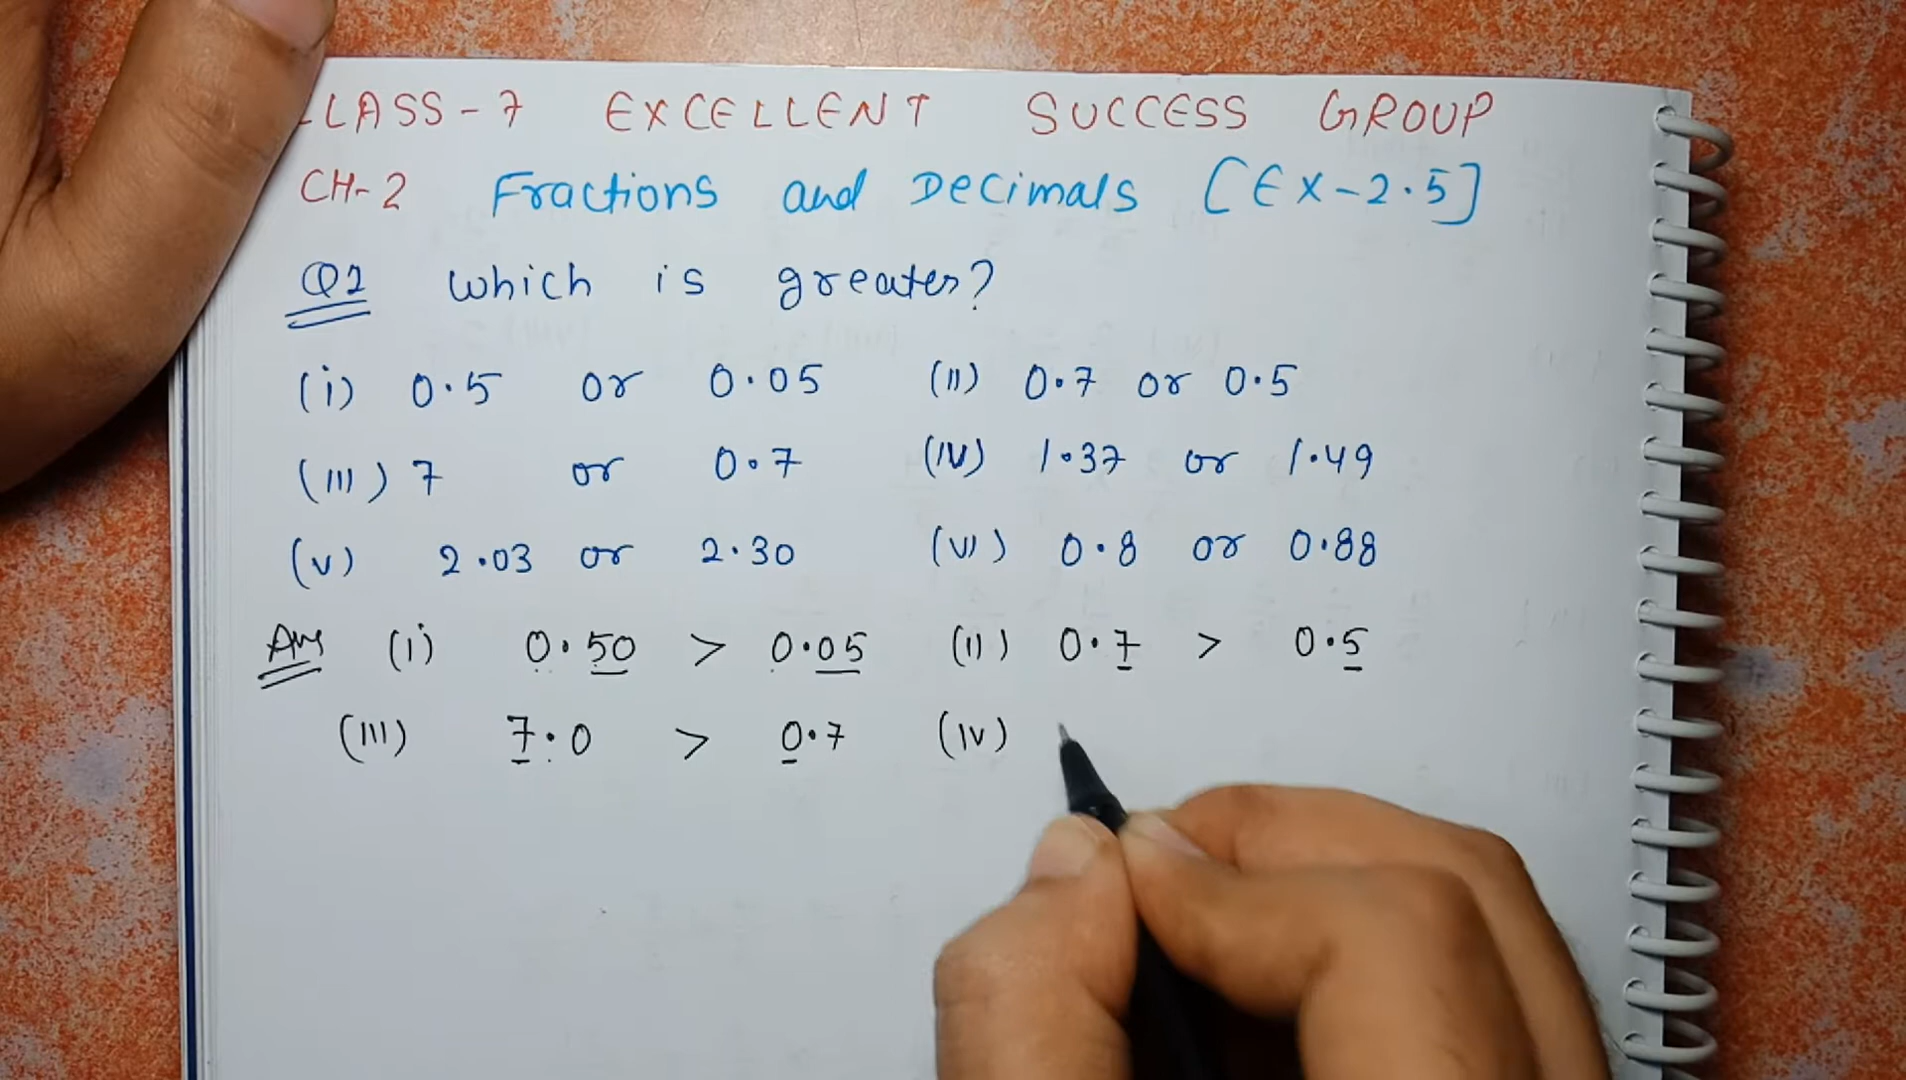 LASS-7 EXCELLENT SUCCESS GROUP
CH-2 Fractions and Decimals [EX-2.5]
Q1 Which is greater?
(i) 0.5 or 0.05 (II) 0.7 or 0.5
(III) 7 or 0.7 (IV) 1.37 or 1.49
(v) 2.03 or 2.30 (VI) 0.8 or 0.88
Ans (i) 0.50 > 0.05 (II) 0.7 > 0.5
(III) 7.0 > 0.7 (IV)